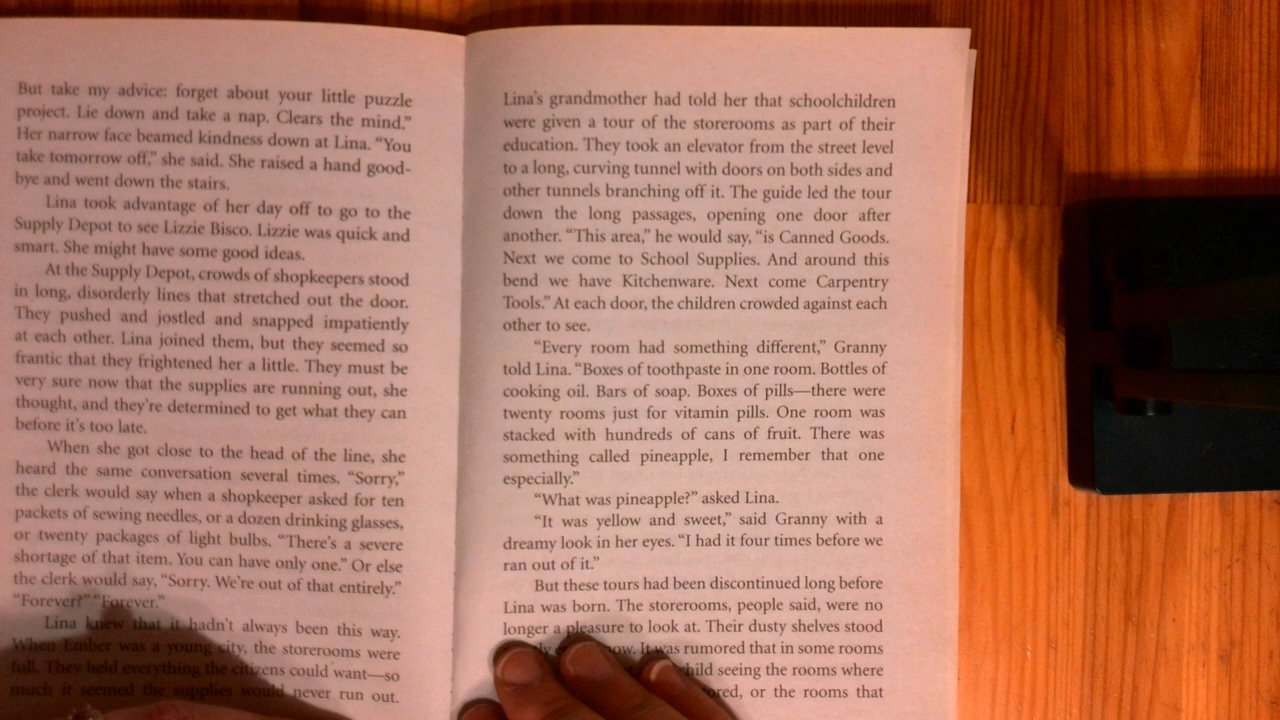 But take my advice: forget about your little puzzle
project. Lie down and take a nap. Clears the mind.”
Her narrow face beamed kindness down at Lina. “You
take tomorrow off,” she said. She raised a hand good-
bye and went down the stairs.
Lina took advantage of her day off to go to the
Supply Depot to see Lizzie Bisco. Lizzie was quick and
smart. She might have some good ideas.
At the Supply Depot, crowds of shopkeepers stood
in long, disorderly lines that stretched out the door.
They pushed and jostled and snapped impatiently
at each other. Lina joined them, but they seemed so
frantic that they frightened her a little. They must be
very sure now that the supplies are running out, she
thought, and they’re determined to get what they can
before it’s too late.
When she got close to the head of the line, she
heard the same conversation several times. “Sorry,”
the clerk would say when a shopkeeper asked for ten
packets of sewing needles, or a dozen drinking glasses,
or twenty packages of light bulbs. “There’s a severe
shortage of that item. You can have only one.” Or else
the clerk would say, “Sorry. We’re out of that entirely.”
“Forever?” “Forever.”
Lina knew that it hadn’t always been this way.
When Ember was a young city, the storerooms were
full. They held everything the citizens could want—so
much it seemed the supplies would never run out.
Lina’s grandmother had told her that schoolchildren
were given a tour of the storerooms as part of their
education. They took an elevator from the street level
to a long, curving tunnel with doors on both sides and
other tunnels branching off it. The guide led the tour
down the long passages, opening one door after
another. “This area,” he would say, “is Canned Goods.
Next we come to School Supplies. And around this
bend we have Kitchenware. Next come Carpentry
Tools.” At each door, the children crowded against each
other to see.
“Every room had something different,” Granny
told Lina. “Boxes of toothpaste in one room. Bottles of
cooking oil. Bars of soap. Boxes of pills—there were
twenty rooms just for vitamin pills. One room was
stacked with hundreds of cans of fruit. There was
something called pineapple, I remember that one
especially.”
“What was pineapple?” asked Lina.
“It was yellow and sweet,” said Granny with a
dreamy look in her eyes. “I had it four times before we
ran out of it.”
But these tours had been discontinued long before
Lina was born. The storerooms, people said, were no
longer a pleasure to look at. Their dusty shelves stood
now. It was rumored that in some rooms
seeing the rooms where
or the rooms that